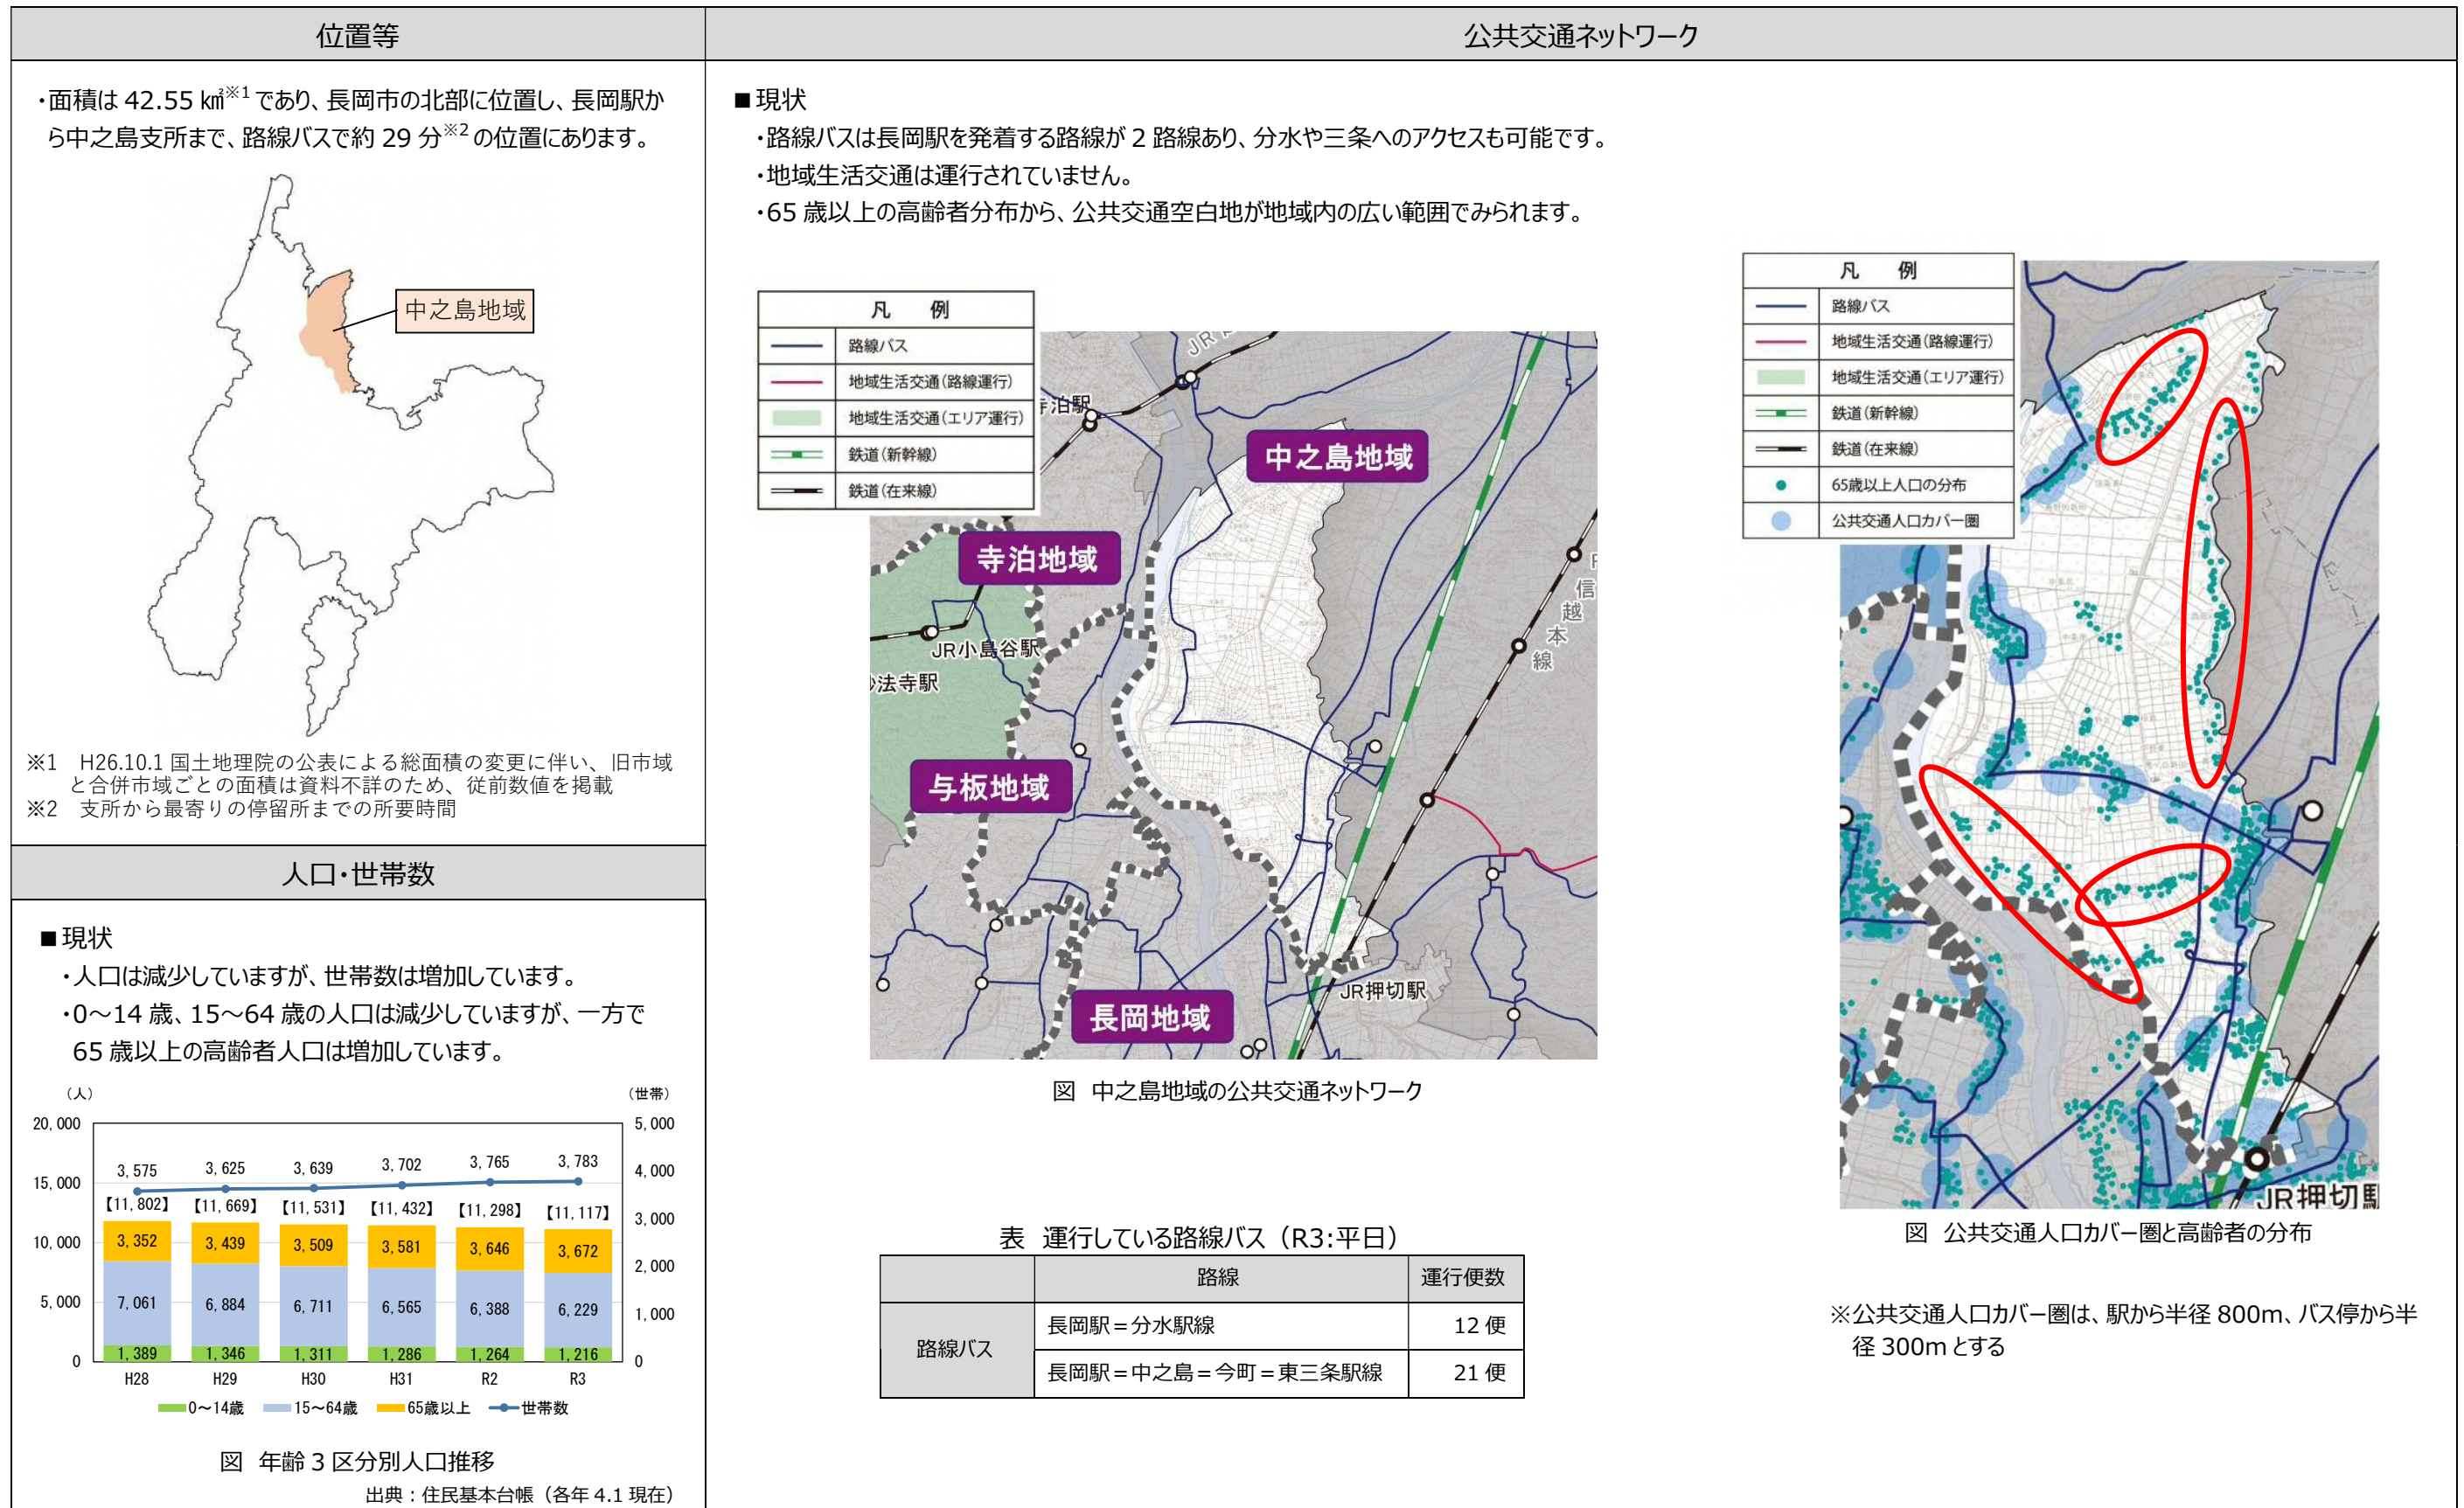 位置等
・面積は 42.55 ㎢※1 であり、長岡市の北部に位置し、長岡駅か
ら中之島支所まで、路線バスで約 29 分※2 の位置にあります。
中之島地域
※1　H26.10.1 国土地理院の公表による総面積の変更に伴い、旧市域
と合併市域ごとの面積は資料不詳のため、従前数値を掲載
※2　支所から最寄りの停留所までの所要時間
人口・世帯数
■現状
・人口は減少していますが、世帯数は増加しています。
・0～14 歳、15～64 歳の人口は減少していますが、一方で
65 歳以上の高齢者人口は増加しています。
（人） （世帯）
20,000 5,000
3,575 3,625 3,639 3,702 3,765 3,783 4,000
15,000
【11,802】 【11,669】 【11,531】 【11,432】 【11,298】 【11,117】 3,000
10,000 3,352 3,439 3,509 3,581 3,646 3,672
2,000
5,000 7,061 6,884 6,711 6,565 6,388 6,229 1,000
0 1,389 1,346 1,311 1,286 1,264 1,216 0
H28 H29 H30 H31 R2 R3
0～14歳 15～64歳 65歳以上 世帯数
図　年齢 3 区分別人口推移
出典：住民基本台帳（各年 4.1 現在）
公共交通ネットワーク
■現状
・路線バスは長岡駅を発着する路線が 2 路線あり、分水や三条へのアクセスも可能です。
・地域生活交通は運行されていません。
・65 歳以上の高齢者分布から、公共交通空白地が地域内の広い範囲でみられます。
凡　例
路線バス
地域生活交通(路線運行)
地域生活交通(エリア運行)
鉄道(新幹線)
鉄道(在来線)
JR
寺泊駅
中之島地域
寺泊地域
JR小島谷駅
妙法寺駅
与板地域
信越本線
長岡地域
JR押切駅
図　中之島地域の公共交通ネットワーク
表　運行している路線バス（R3:平日）
路線 運行便数
路線バス
長岡駅＝分水駅線 12 便
長岡駅＝中之島＝今町＝東三条駅線 21 便
凡　例
路線バス
地域生活交通(路線運行)
地域生活交通(エリア運行)
鉄道(新幹線)
鉄道(在来線)
65歳以上人口の分布
公共交通人口カバー圏
JR押切駅
図　公共交通人口カバー圏と高齢者の分布
※公共交通人口カバー圏は、駅から半径 800m、バス停から半
径 300m とする